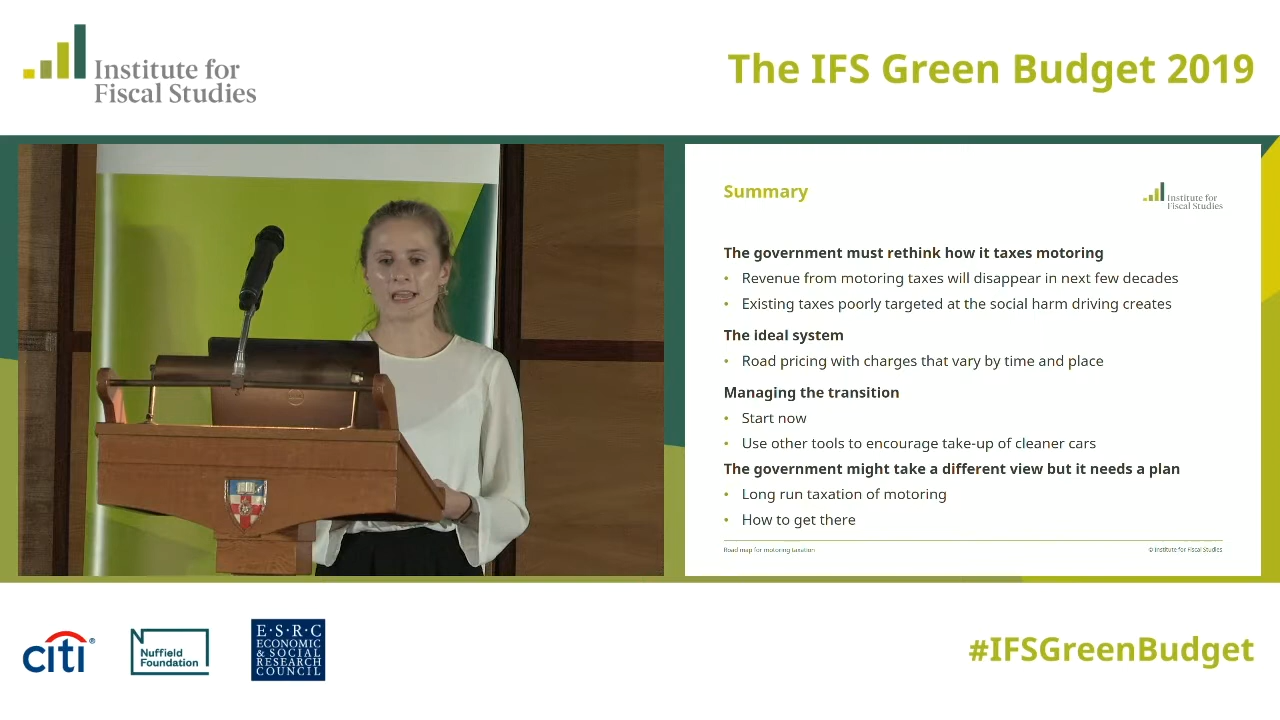 Institute for
Fiscal Studies
The IFS Green Budget 2019
Summary
Institute for
Fiscal Studies
The government must rethink how it taxes motoring
• Revenue from motoring taxes will disappear in next few decades
• Existing taxes poorly targeted at the social harm driving creates
The ideal system
• Road pricing with charges that vary by time and place
Managing the transition
• Start now
• Use other tools to encourage take-up of cleaner cars
The government might take a different view but it needs a plan
• Long run taxation of motoring
• How to get there
Road map for motoring taxation
© Institute for Fiscal Studies
citi®
Nuffield
Foundation
E·S·R·C
ECONOMIC
& SOCIAL
RESEARCH
COUNCIL
#IFSGreenBudget